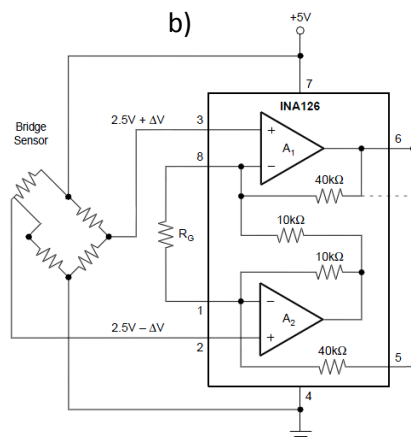 b)
+5V
7
INA126
2.5V + ΔV
3
+
A1
6
Bridge
Sensor
8
−
40kΩ
10kΩ
RG
10kΩ
1
−
A2
2.5V − ΔV
2
+
40kΩ
5
4